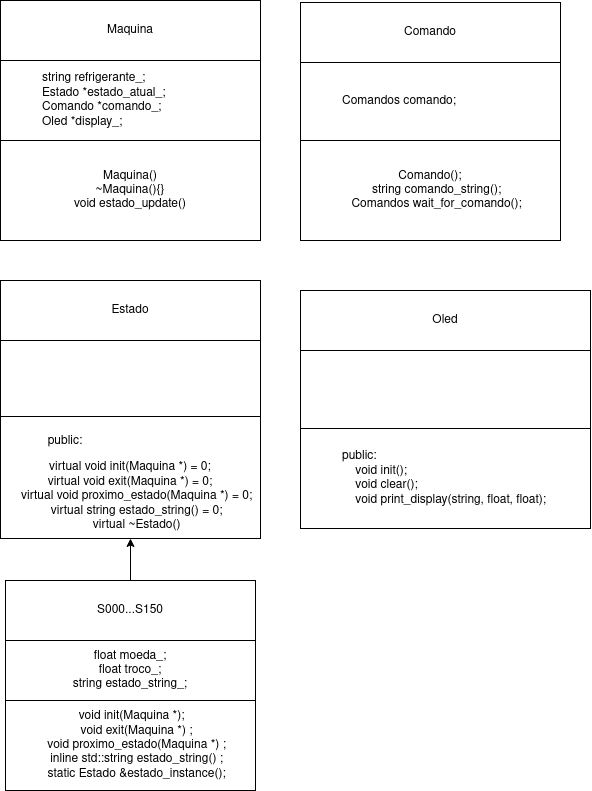 Maquina
string refrigerante_;
Estado *estado_atual_;
Comando *comando_;
Oled *display_;
Maquina()
~Maquina(){}
void estado_update()
Comando
Comandos comando;
Comando();
string comando_string();
Comandos wait_for_comando();
Estado
public:
virtual void init(Maquina *) = 0;
virtual void exit(Maquina *) = 0;
virtual void proximo_estado(Maquina *) = 0;
virtual string estado_string() = 0;
virtual ~Estado()
Oled
public:
void init();
void clear();
void print_display(string, float, float);
S000...S150
float moeda_;
float troco_;
string estado_string_;
void init(Maquina *);
void exit(Maquina *) ;
void proximo_estado(Maquina *) ;
inline std::string estado_string() ;
static Estado &estado_instance();